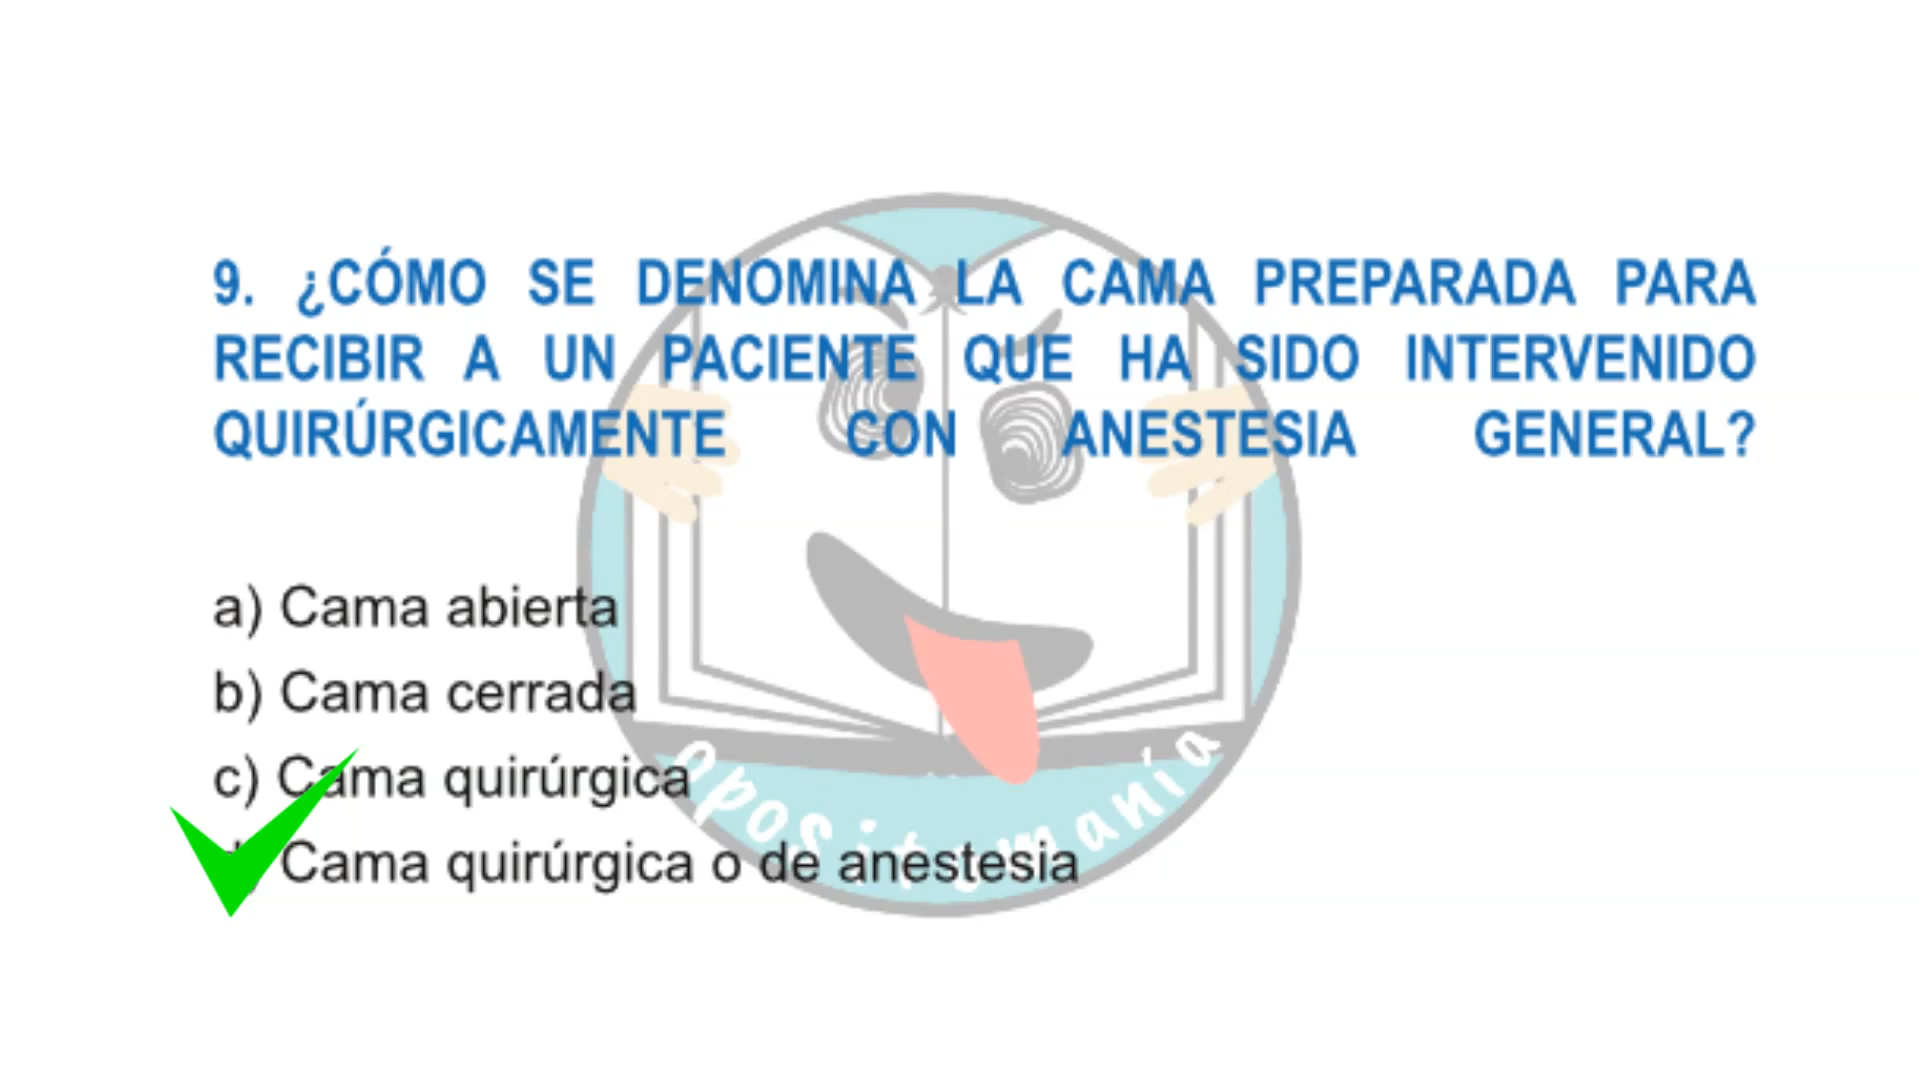 9. ¿CÓMO SE DENOMINA LA CAMA PREPARADA PARA
RECIBIR A UN PACIENTE QUE HA SIDO INTERVENIDO
QUIRÚRGICAMENTE CON ANESTESIA GENERAL?
a) Cama abierta
b) Cama cerrada
c) Cama quirúrgica
d) Cama quirúrgica o de anestesia
opositomanía